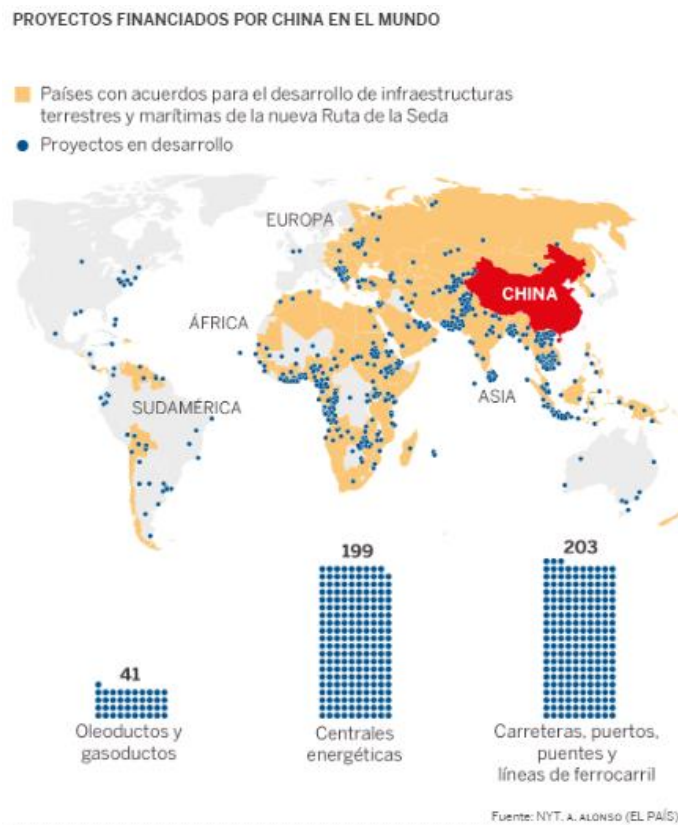 PROYECTOS FINANCIADOS POR CHINA EN EL MUNDO
Países con acuerdos para el desarrollo de infraestructuras
terrestres y marítimas de la nueva Ruta de la Seda
Proyectos en desarrollo
EUROPA
CHINA
ÁFRICA
ASIA
SUDAMÉRICA
199
203
41
Oleoductos y
gasoductos
Centrales
energéticas
Carreteras, puertos,
puentes y
líneas de ferrocarril
Fuente: NYT. A. ALONSO (EL PAÍS)